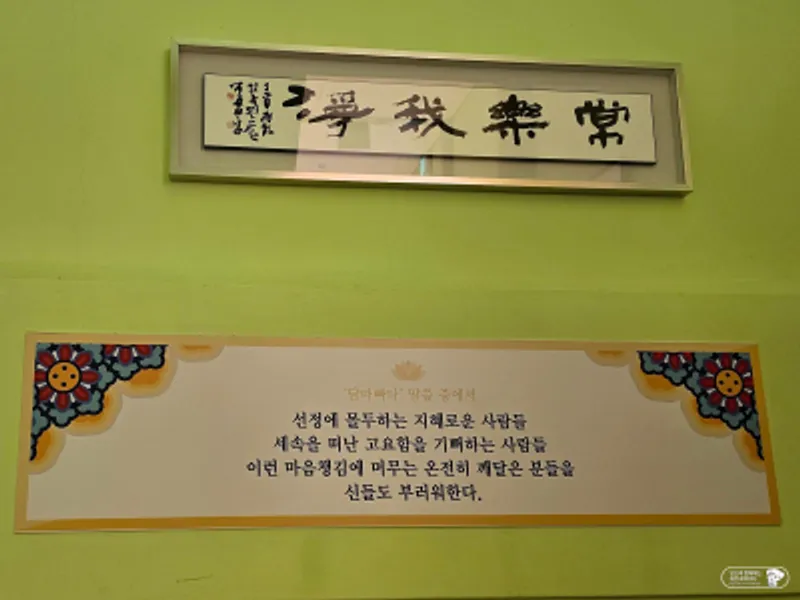 常樂我淨
'담마빠다' 말씀 중에서
선정에 몰두하는 지혜로운 사람들
세속을 떠난 고요함을 기뻐하는 사람들
이런 마음챙김에 머무는 온전히 깨달은 분들을
신들도 부러워한다.